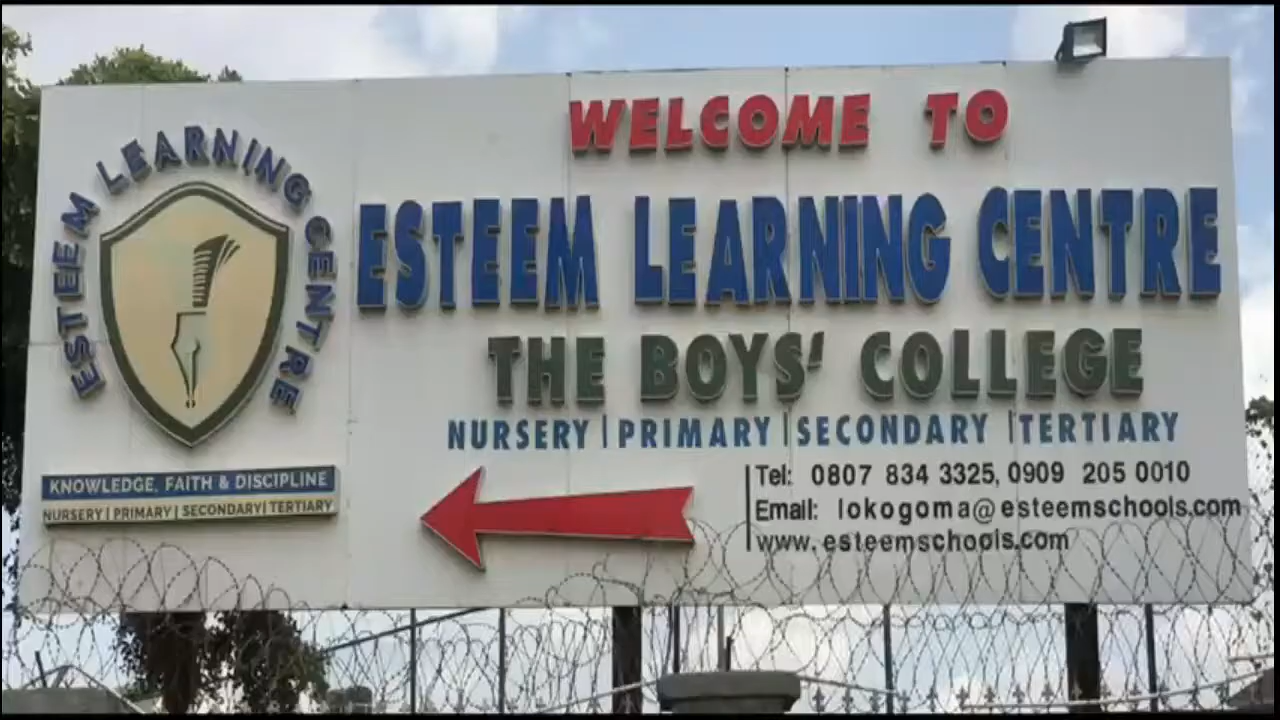 ESTEEM LEARNING CENTRE
KNOWLEDGE, FAITH & DISCIPLINE
NURSERY | PRIMARY | SECONDARY | TERTIARY
WELCOME TO
ESTEEM LEARNING CENTRE
THE BOYS' COLLEGE
NURSERY | PRIMARY | SECONDARY | TERTIARY
Tel: 0807 834 3325, 0909 205 0010
Email: lokogoma@esteemschools.com
www.esteemschools.com